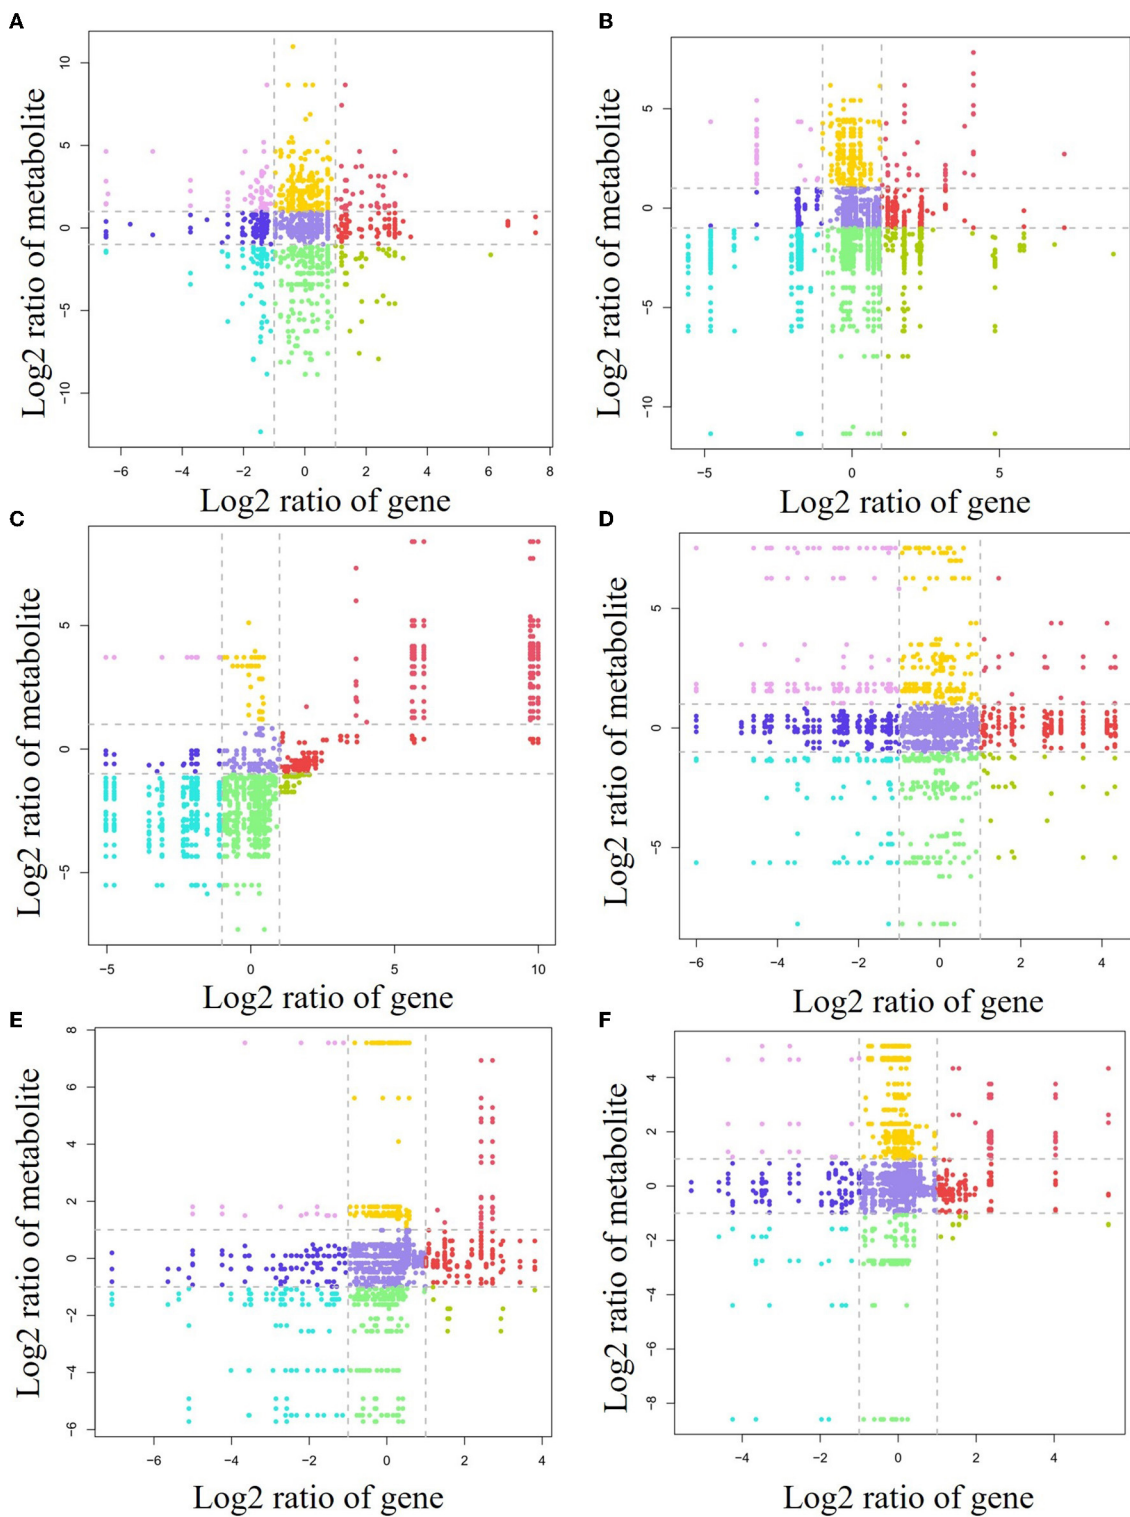 A
B
Log2 ratio of metabolite
10
5
0
−5
−10
−6 −4 −2 0 2 4 6 8
Log2 ratio of gene
Log2 ratio of metabolite
5
0
−5
−10
−5 0 5
Log2 ratio of gene
C
D
Log2 ratio of metabolite
5
0
−5
−5 0 5 10
Log2 ratio of gene
Log2 ratio of metabolite
5
0
−5
−6 −4 −2 0 2 4
Log2 ratio of gene
E
F
Log2 ratio of metabolite
8
6
4
2
0
−2
−4
−6
−6 −4 −2 0 2 4
Log2 ratio of gene
Log2 ratio of metabolite
4
2
0
−2
−4
−6
−8
−4 −2 0 2 4
Log2 ratio of gene